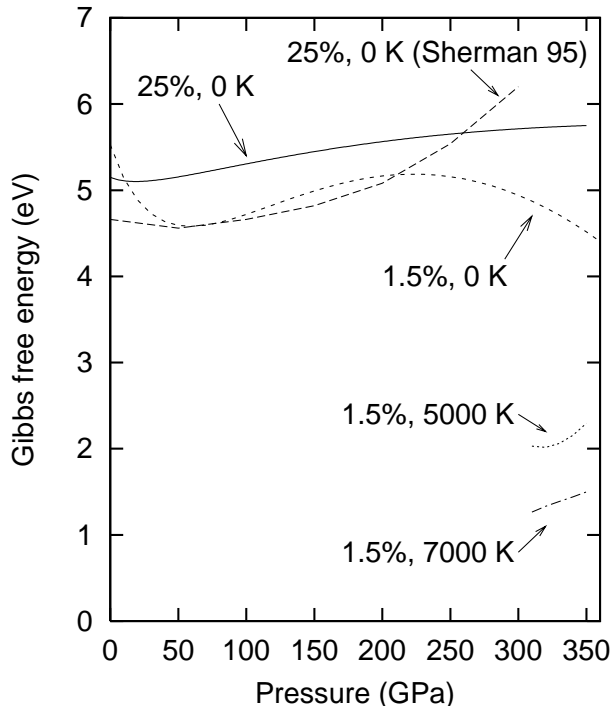 7
6
5
4
3
2
1
0
Gibbs free energy (eV)
25%, 0 K (Sherman 95)
25%, 0 K
1.5%, 0 K
1.5%, 5000 K
1.5%, 7000 K
0 50 100 150 200 250 300 350
Pressure (GPa)